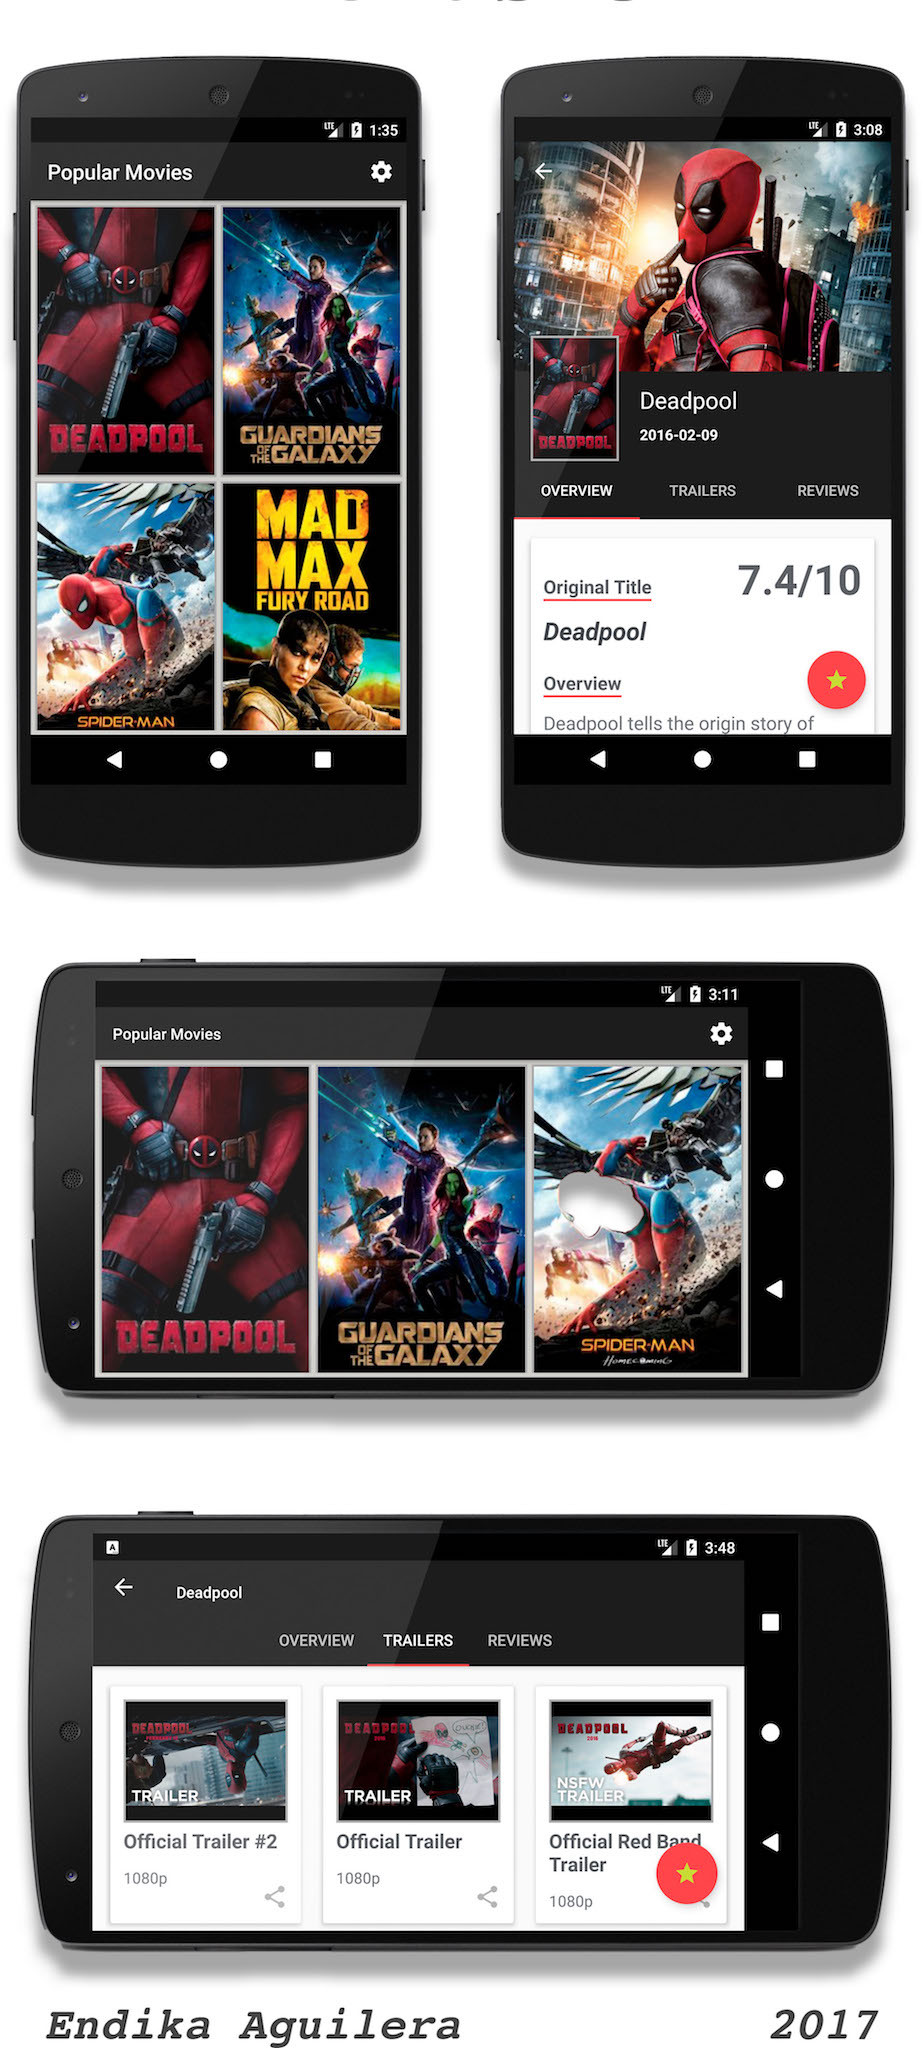 LTE 1:35
Popular Movies
DEADPOOL
GUARDIANS
OF
THE GALAXY
SPIDER-MAN
MAD
MAX
FURY ROAD
LTE 3:08
DEADPOOL
Deadpool
2016-02-09
OVERVIEW TRAILERS REVIEWS
Original Title 7.4/10
Deadpool
Overview
Deadpool tells the origin story of
LTE 3:11
Popular Movies
DEADPOOL
GUARDIANS
OF
THE GALAXY
SPIDER-MAN
HOMECOMING
A LTE 3:48
Deadpool
OVERVIEW TRAILERS REVIEWS
DEADPOOL
TRAILER
Official Trailer #2
1080p
DEADPOOL
2016
TRAILER
Official Trailer
1080p
DEADPOOL
2016
NSFW
TRAILER
Official Red Band
Trailer
1080p
Endika Aguilera 2017